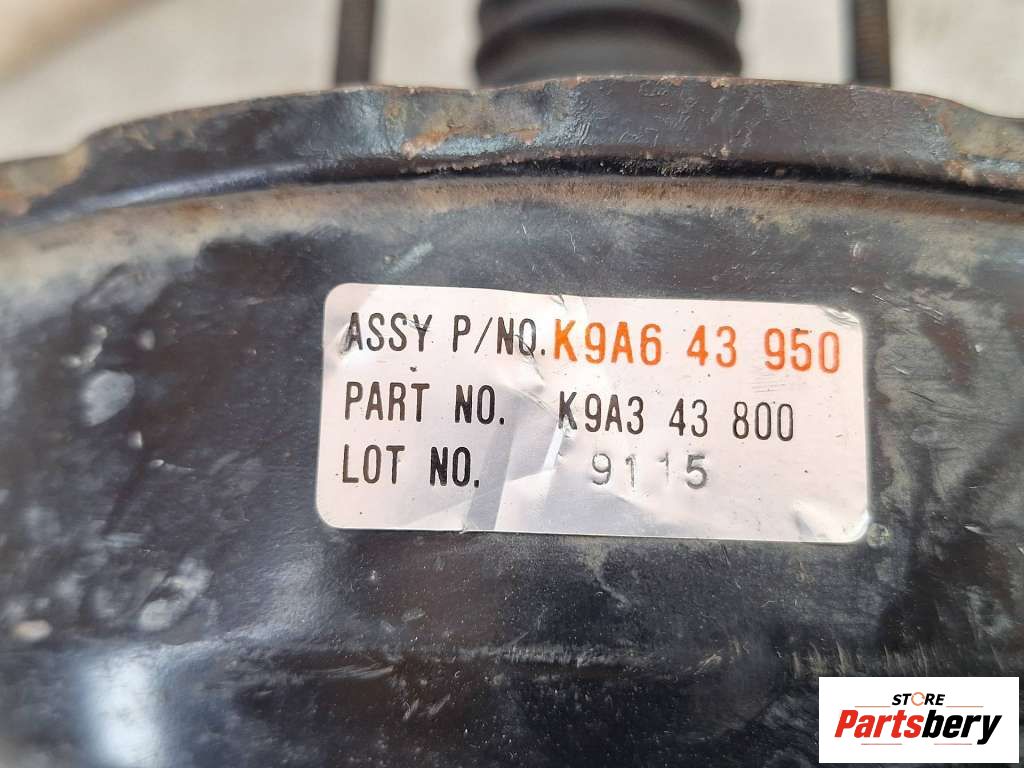 ASSY P/NO. K9A6 43 950
PART NO. K9A3 43 800
LOT NO. 9115
STORE
Partsbery